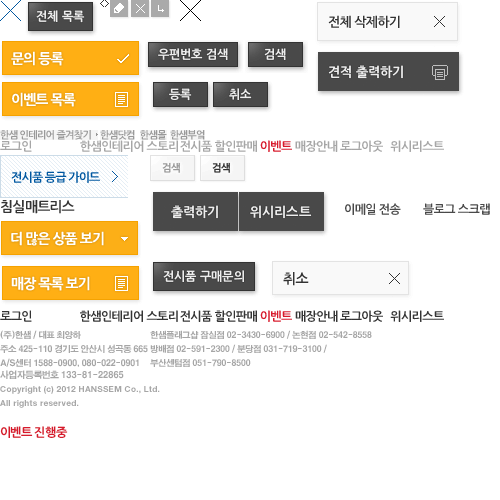 전체 목록
전체 삭제하기
문의 등록
우편번호 검색
검색
견적 출력하기
이벤트 목록
등록
취소
한샘 인테리어 즐겨찾기 한샘닷컴 한샘몰 한샘부엌
로그인 한샘인테리어 스토리 전시품 할인판매 이벤트 매장안내 로그아웃 위시리스트
전시품 등급 가이드
검색
검색
침실매트리스
출력하기
위시리스트
이메일 전송
블로그 스크랩
더 많은 상품 보기
매장 목록 보기
전시품 구매문의
취소
로그인 한샘인테리어 스토리 전시품 할인판매 이벤트 매장안내 로그아웃 위시리스트
(주)한샘 / 대표 최양하 한샘플래그샵 잠실점 02-3430-6900 / 논현점 02-542-8558
주소 425-110 경기도 안산시 성곡동 665 방배점 02-591-2300 / 분당점 031-719-3100 /
A/S센터 1588-0900, 080-022-0901 부산센텀점 051-790-8500
사업자등록번호 133-81-22865
Copyright (c) 2012 HANSSEM Co., Ltd.
All rights reserved.
이벤트 진행중